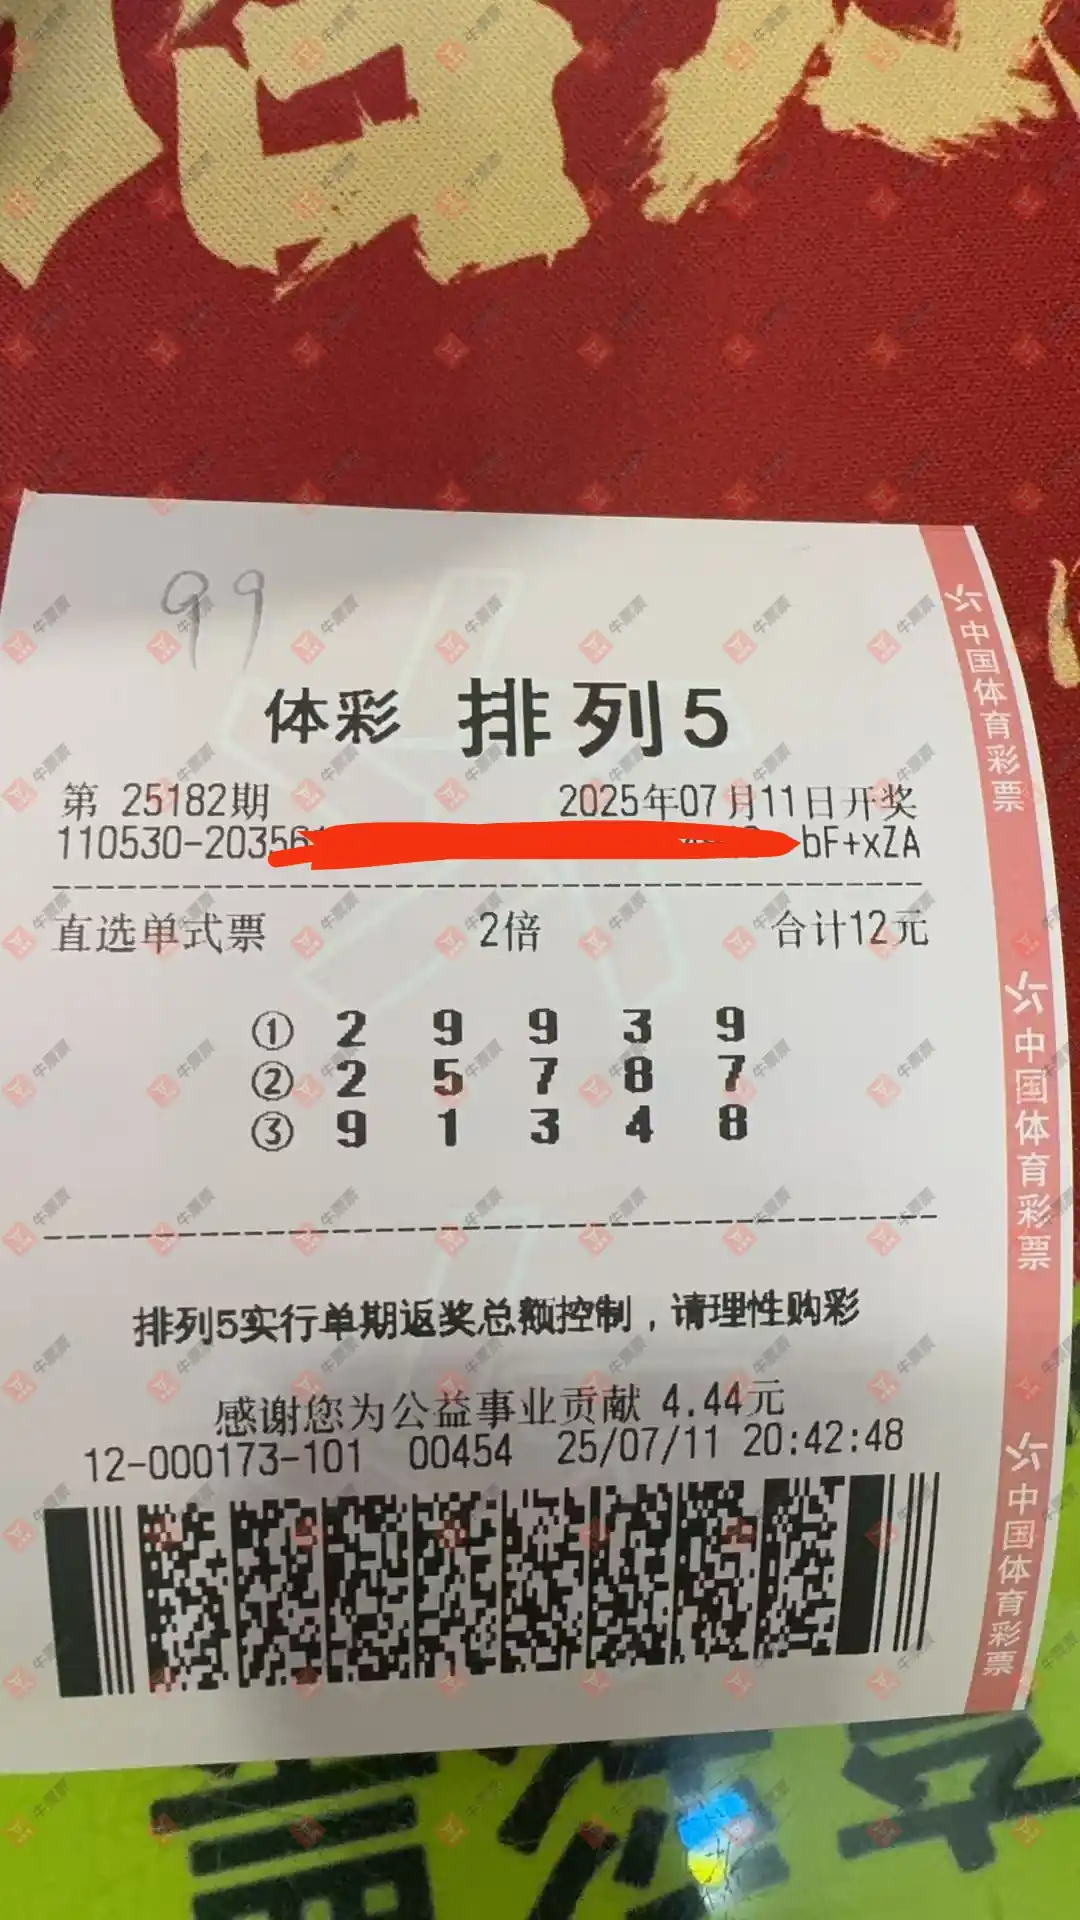 99
体彩 排列5
第 25182期 2025年07月11日开奖
110530-20356 bF+xZA
直选单式票 2倍 合计12元
① 2 9 9 3 9
② 2 5 7 8 7
③ 9 1 3 4 8
排列5实行单期返奖总额控制，请理性购彩
感谢您为公益事业贡献 4.44元
12-000173-101 00454 25/07/11 20:42:48
中国体育彩票
中国体育彩票
中国体育彩票
牛票票